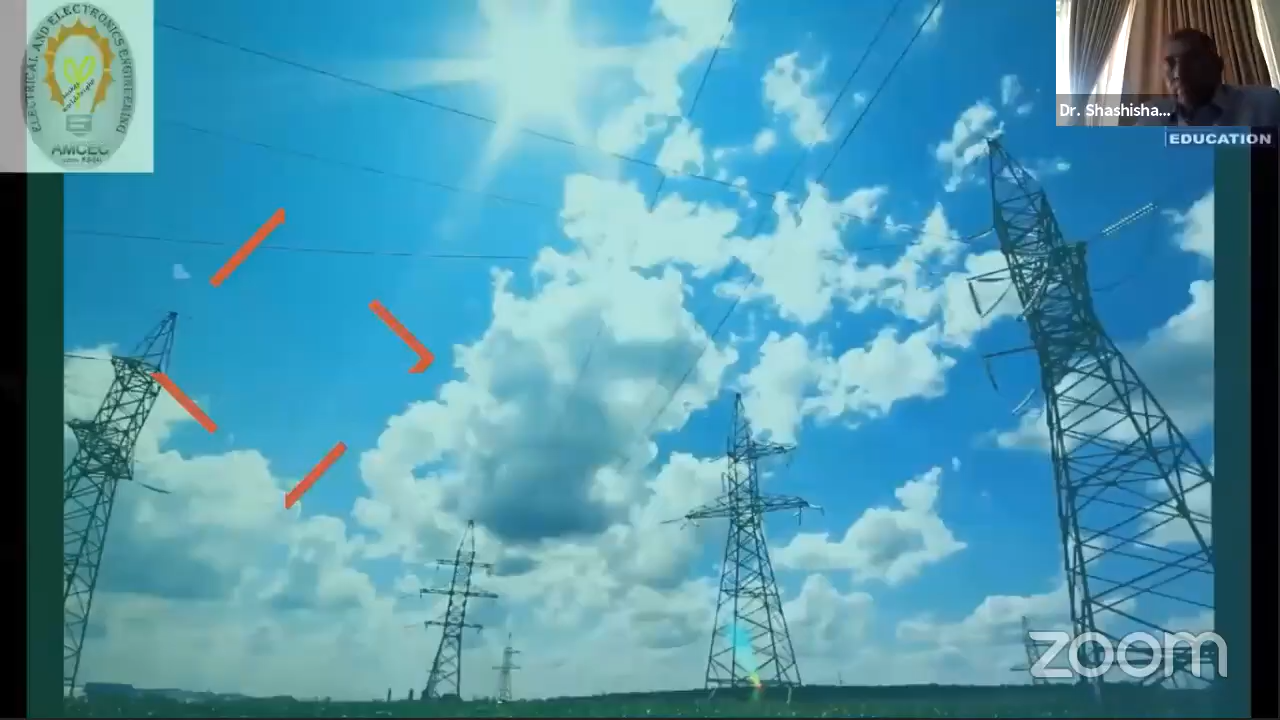 ELECTRICAL AND ELECTRONICS ENGINEERING
AMCEC
Dr. Shashisha...
EDUCATION
zoom